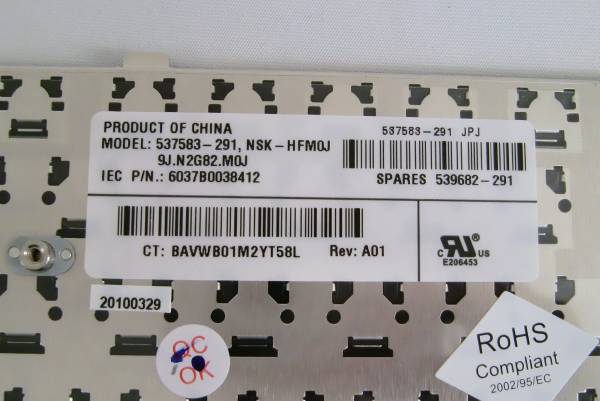 PRODUCT OF CHINA
MODEL: 537583-291, NSK-HFM0J
9J.N2G82.M0J
IEC P/N.: 6037B0038412
537583-291 JPJ
SPARES 539682-291
CT: BAVWB01M2YT58L Rev: A01
C RU ® US
E206453
20100329
QC
OK
RoHS
Compliant
2002/95/EC